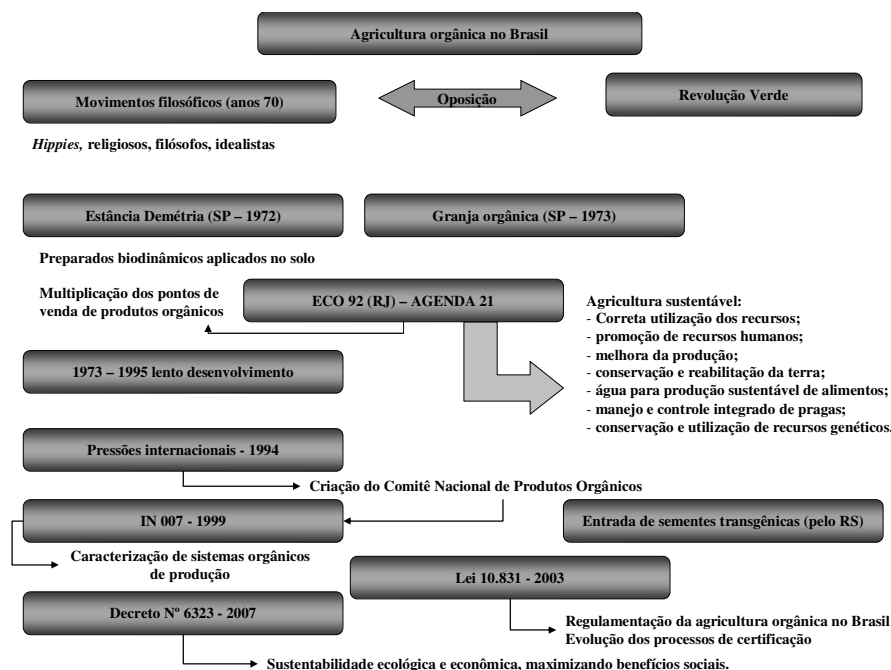 Agricultura orgânica no Brasil
Movimentos filosóficos (anos 70)
Oposição
Revolução Verde
Hippies, religiosos, filósofos, idealistas
Estância Demétria (SP – 1972)
Granja orgânica (SP – 1973)
Preparados biodinâmicos aplicados no solo
Multiplicação dos pontos de
venda de produtos orgânicos
ECO 92 (RJ) – AGENDA 21
Agricultura sustentável:
- Correta utilização dos recursos;
- promoção de recursos humanos;
- melhora da produção;
- conservação e reabilitação da terra;
- água para produção sustentável de alimentos;
- manejo e controle integrado de pragas;
- conservação e utilização de recursos genéticos.
1973 – 1995 lento desenvolvimento
Pressões internacionais - 1994
Criação do Comitê Nacional de Produtos Orgânicos
IN 007 - 1999
Entrada de sementes transgênicas (pelo RS)
Caracterização de sistemas orgânicos
de produção
Lei 10.831 - 2003
Decreto Nº 6323 - 2007
Regulamentação da agricultura orgânica no Brasil
Evolução dos processos de certificação
Sustentabilidade ecológica e econômica, maximizando benefícios sociais.